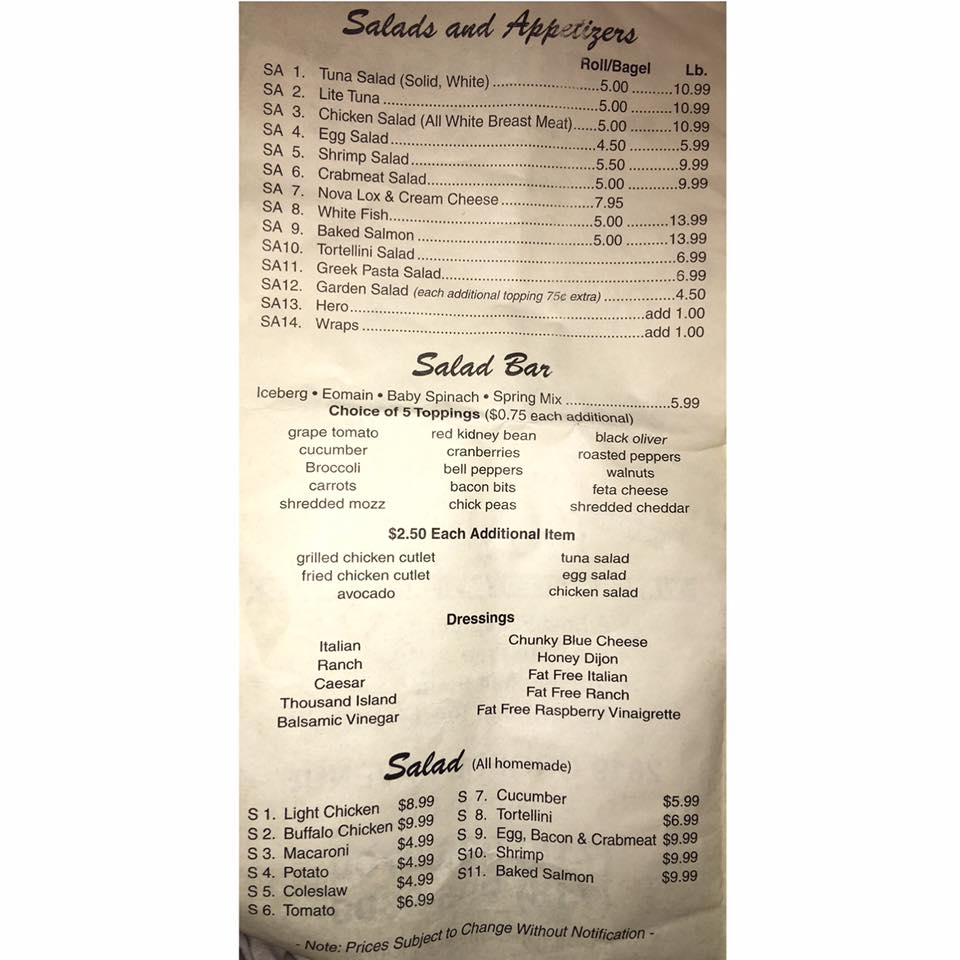 Salads and Appetizers
Roll/Bagel Lb.
SA 1. Tuna Salad (Solid, White) ..........5.00 ..........10.99
SA 2. Lite Tuna ..........5.00 ..........10.99
SA 3. Chicken Salad (All White Breast Meat)......5.00 ..........10.99
SA 4. Egg Salad..........4.50 ..........5.99
SA 5. Shrimp Salad..........5.50 ..........9.99
SA 6. Crabmeat Salad..........5.00 ..........9.99
SA 7. Nova Lox & Cream Cheese ..........7.95
SA 8. White Fish..........5.00 ..........13.99
SA 9. Baked Salmon ..........5.00 ..........13.99
SA10. Tortellini Salad ..........6.99
SA11. Greek Pasta Salad..........6.99
SA12. Garden Salad (each additional topping 75¢ extra) ..........4.50
SA13. Hero..........add 1.00
SA14. Wraps ..........add 1.00
Salad Bar
Iceberg • Eomain • Baby Spinach • Spring Mix ..........5.99
Choice of 5 Toppings ($0.75 each additional)
grape tomato red kidney bean black oliver
cucumber cranberries roasted peppers
Broccoli bell peppers walnuts
carrots bacon bits feta cheese
shredded mozz chick peas shredded cheddar
$2.50 Each Additional Item
grilled chicken cutlet tuna salad
fried chicken cutlet egg salad
avocado chicken salad
Dressings
Italian Chunky Blue Cheese
Ranch Honey Dijon
Caesar Fat Free Italian
Thousand Island Fat Free Ranch
Balsamic Vinegar Fat Free Raspberry Vinaigrette
Salad (All homemade)
S 1. Light Chicken $8.99
S 2. Buffalo Chicken $9.99
S 3. Macaroni $4.99
S 4. Potato $4.99
S 5. Coleslaw $4.99
S 6. Tomato $6.99
S 7. Cucumber $5.99
S 8. Tortellini $6.99
S 9. Egg, Bacon & Crabmeat $9.99
S10. Shrimp $9.99
S11. Baked Salmon $9.99
- Note: Prices Subject to Change Without Notification -